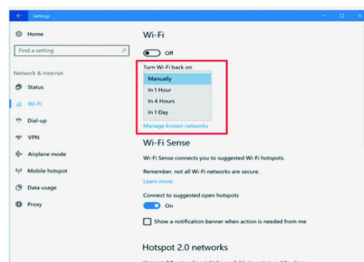 Settings
Home
Find a setting
Network & Internet
Status
Wi-Fi
Dial-up
VPN
Airplane mode
Mobile hotspot
Data usage
Proxy
Wi-Fi
Off
Turn Wi-Fi back on
Manually
In 1 Hour
In 4 Hours
In 1 Day
Manage known networks
Wi-Fi Sense
Wi-Fi Sense connects you to suggested Wi-Fi hotspots.
Remember, not all Wi-Fi networks are secure.
Learn more
Connect to suggested open hotspots
On
Show a notification banner when action is needed from me
Hotspot 2.0 networks